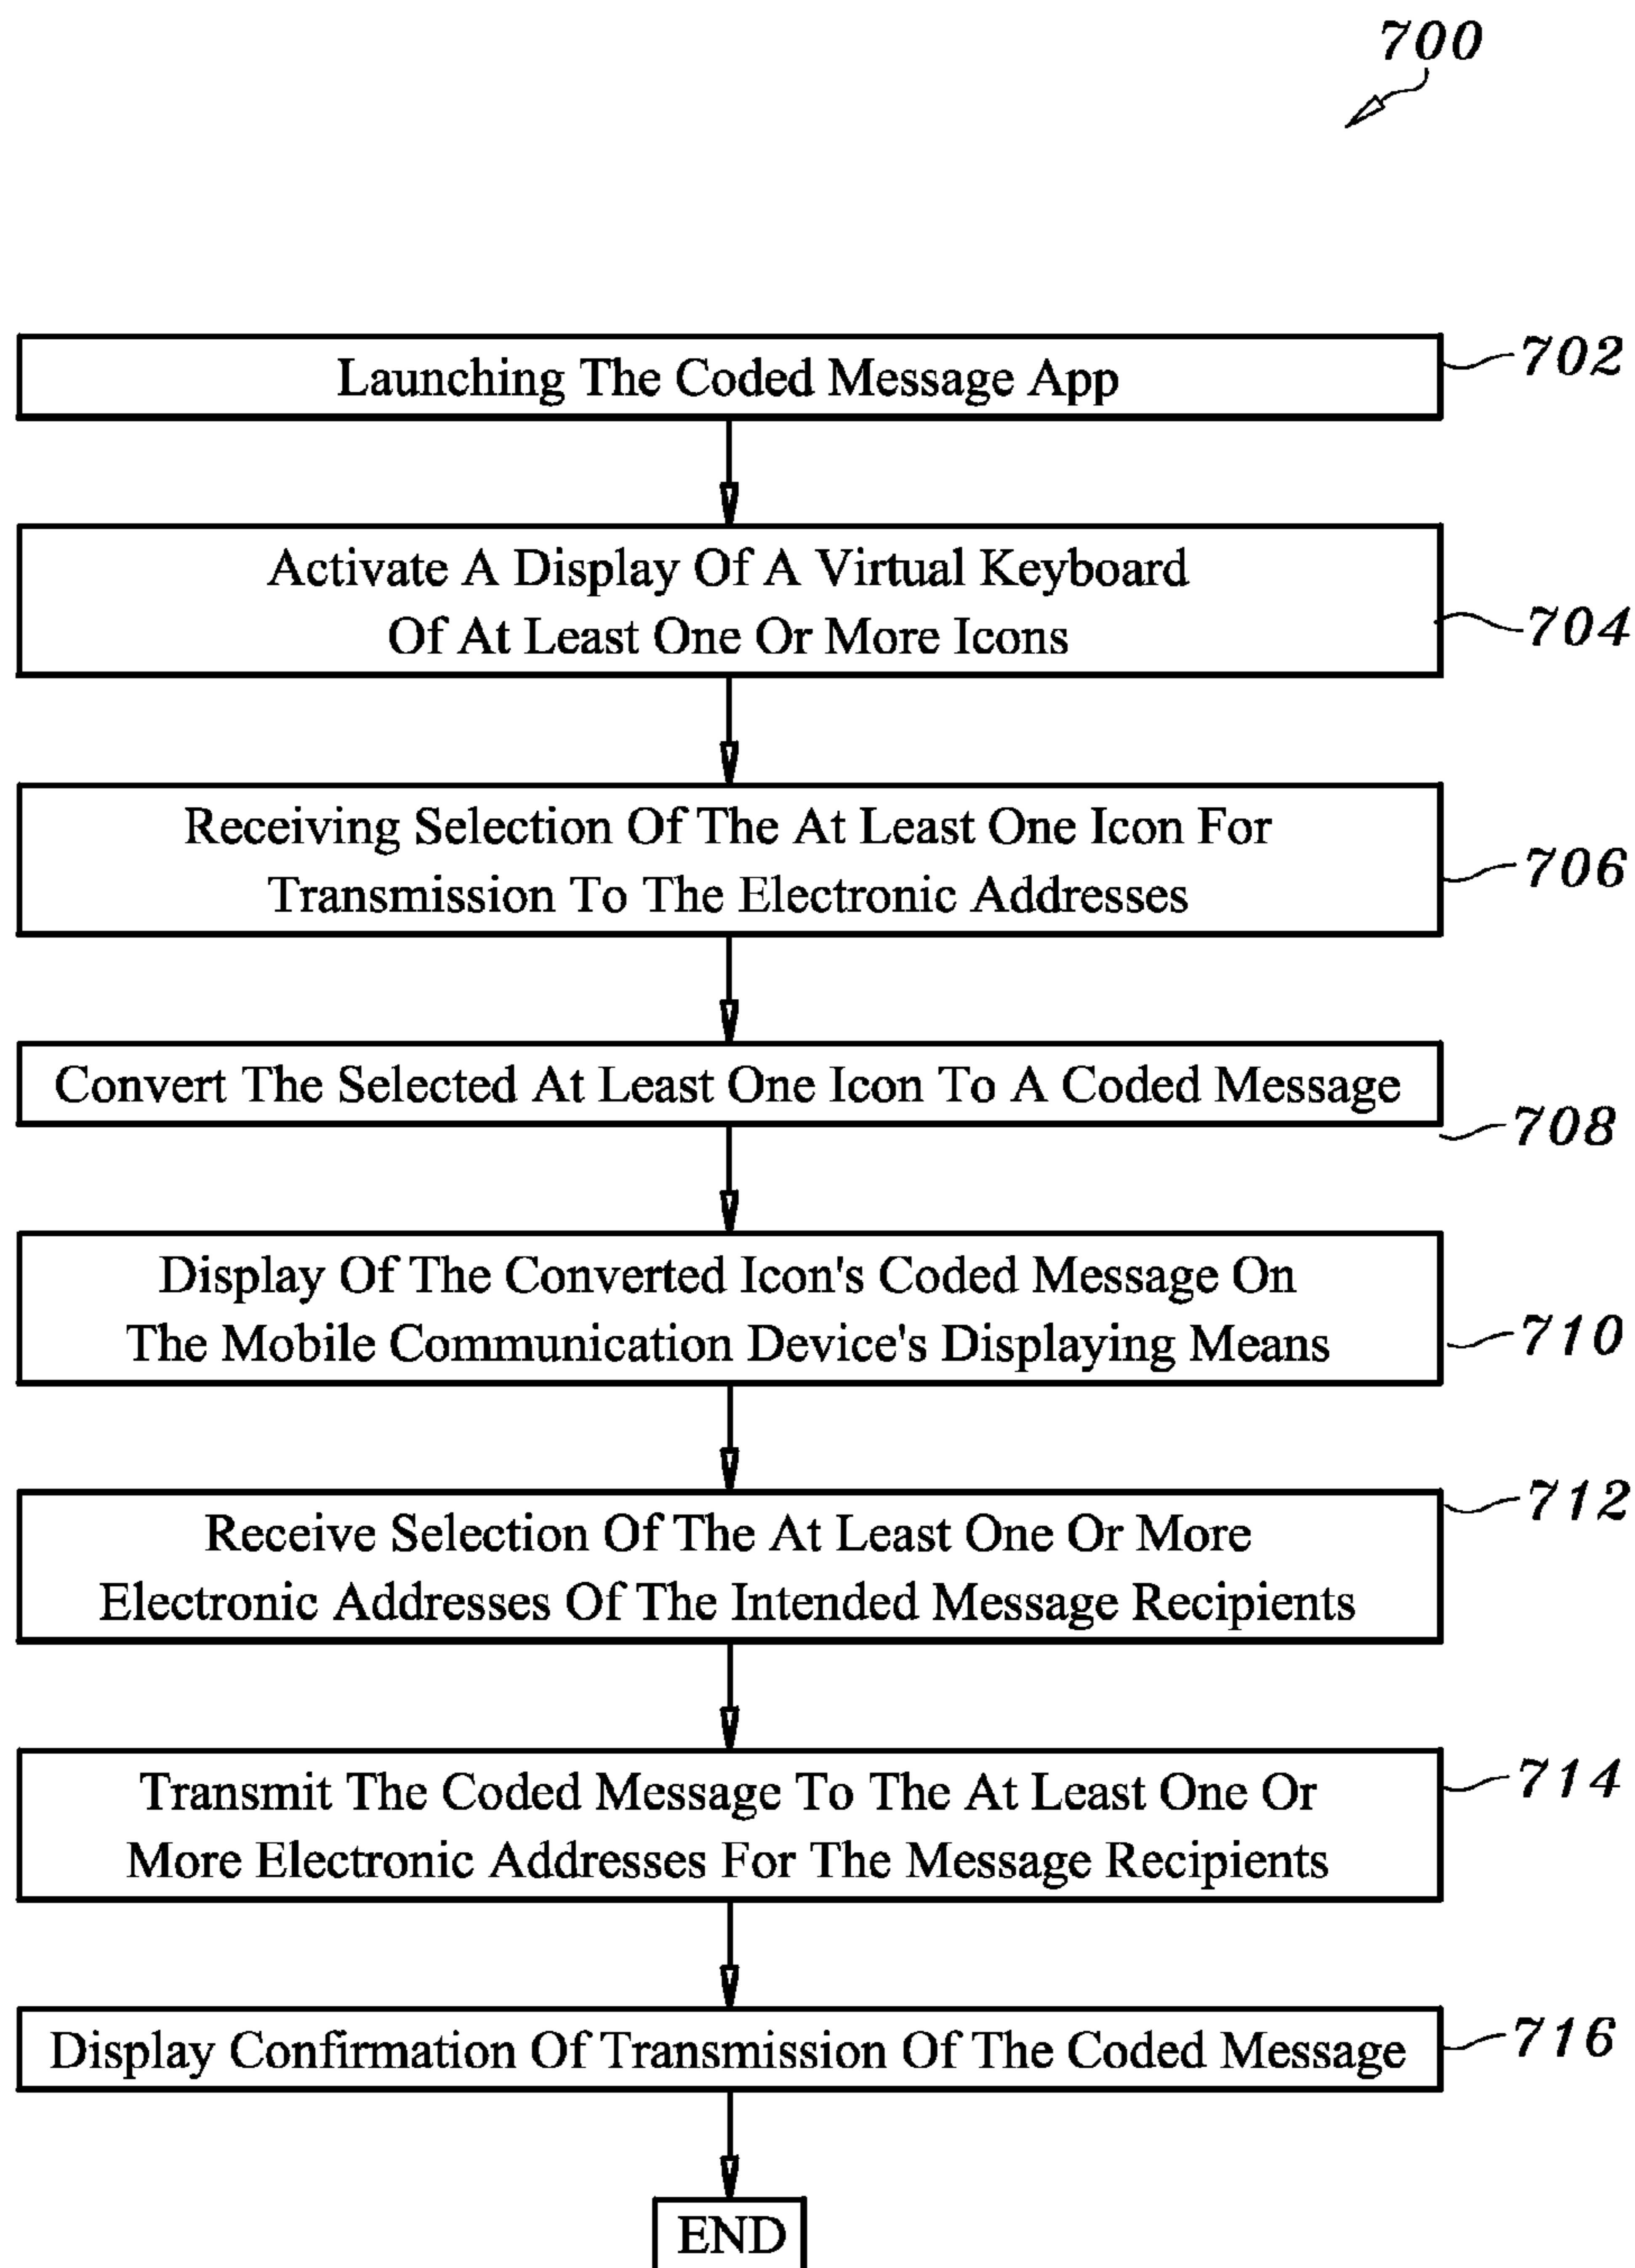 700
Launching The Coded Message App
702
Activate A Display Of A Virtual Keyboard
Of At Least One Or More Icons
704
Receiving Selection Of The At Least One Icon For
Transmission To The Electronic Addresses
706
Convert The Selected At Least One Icon To A Coded Message
708
Display Of The Converted Icon's Coded Message On
The Mobile Communication Device's Displaying Means
710
Receive Selection Of The At Least One Or More
Electronic Addresses Of The Intended Message Recipients
712
Transmit The Coded Message To The At Least One Or
More Electronic Addresses For The Message Recipients
714
Display Confirmation Of Transmission Of The Coded Message
716
END